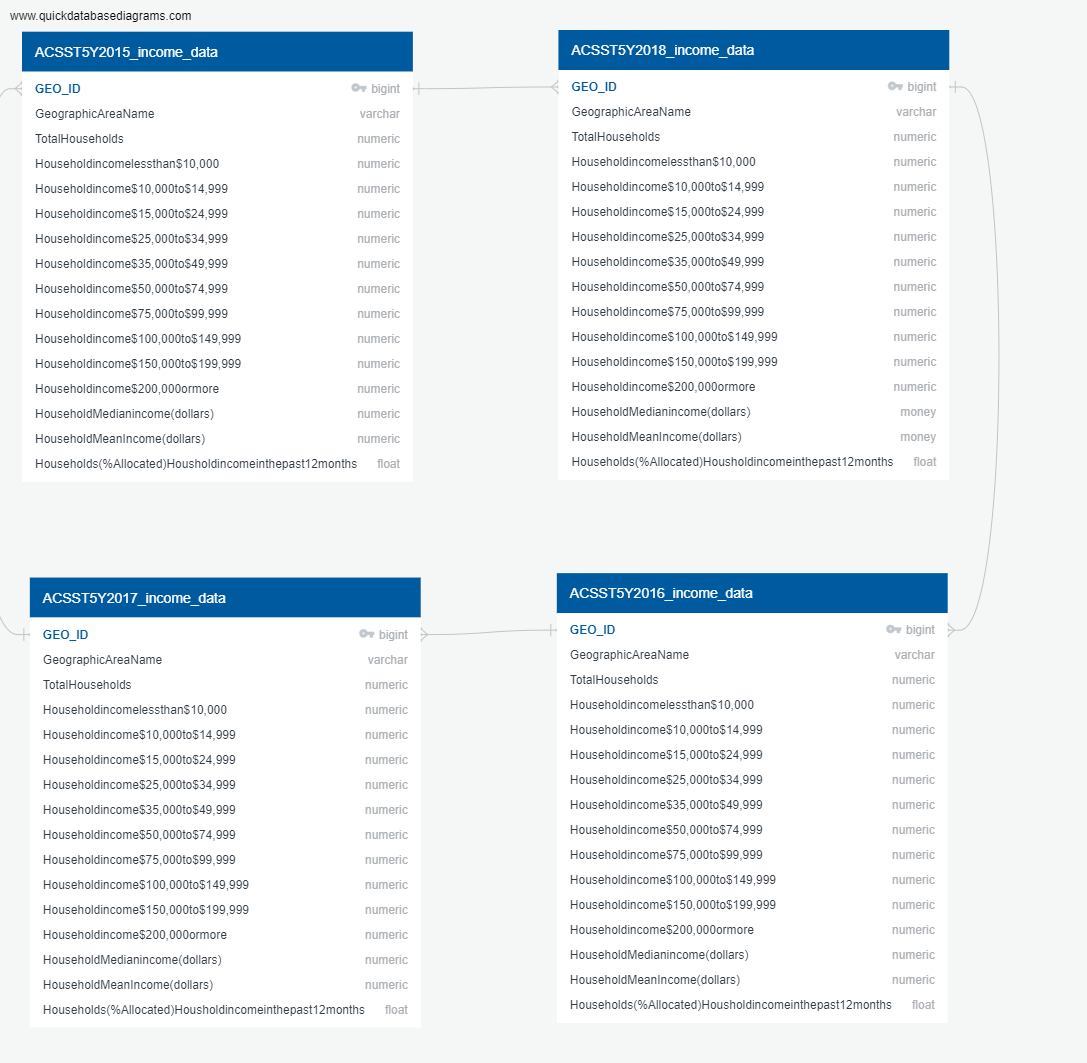 www.quickdatabasediagrams.com
ACSST5Y2015_income_data
GEO_ID bigint
GeographicAreaName varchar
TotalHouseholds numeric
Householdincomelessthan$10,000 numeric
Householdincome$10,000to$14,999 numeric
Householdincome$15,000to$24,999 numeric
Householdincome$25,000to$34,999 numeric
Householdincome$35,000to$49,999 numeric
Householdincome$50,000to$74,999 numeric
Householdincome$75,000to$99,999 numeric
Householdincome$100,000to$149,999 numeric
Householdincome$150,000to$199,999 numeric
Householdincome$200,000ormore numeric
HouseholdMedianincome(dollars) numeric
HouseholdMeanIncome(dollars) numeric
Households(%Allocated)Housholdincomeinthepast12months float
ACSST5Y2018_income_data
GEO_ID bigint
GeographicAreaName varchar
TotalHouseholds numeric
Householdincomelessthan$10,000 numeric
Householdincome$10,000to$14,999 numeric
Householdincome$15,000to$24,999 numeric
Householdincome$25,000to$34,999 numeric
Householdincome$35,000to$49,999 numeric
Householdincome$50,000to$74,999 numeric
Householdincome$75,000to$99,999 numeric
Householdincome$100,000to$149,999 numeric
Householdincome$150,000to$199,999 numeric
Householdincome$200,000ormore numeric
HouseholdMedianincome(dollars) money
HouseholdMeanIncome(dollars) money
Households(%Allocated)Housholdincomeinthepast12months float
ACSST5Y2017_income_data
GEO_ID bigint
GeographicAreaName varchar
TotalHouseholds numeric
Householdincomelessthan$10,000 numeric
Householdincome$10,000to$14,999 numeric
Householdincome$15,000to$24,999 numeric
Householdincome$25,000to$34,999 numeric
Householdincome$35,000to$49,999 numeric
Householdincome$50,000to$74,999 numeric
Householdincome$75,000to$99,999 numeric
Householdincome$100,000to$149,999 numeric
Householdincome$150,000to$199,999 numeric
Householdincome$200,000ormore numeric
HouseholdMedianincome(dollars) numeric
HouseholdMeanIncome(dollars) numeric
Households(%Allocated)Housholdincomeinthepast12months float
ACSST5Y2016_income_data
GEO_ID bigint
GeographicAreaName varchar
TotalHouseholds numeric
Householdincomelessthan$10,000 numeric
Householdincome$10,000to$14,999 numeric
Householdincome$15,000to$24,999 numeric
Householdincome$25,000to$34,999 numeric
Householdincome$35,000to$49,999 numeric
Householdincome$50,000to$74,999 numeric
Householdincome$75,000to$99,999 numeric
Householdincome$100,000to$149,999 numeric
Householdincome$150,000to$199,999 numeric
Householdincome$200,000ormore numeric
HouseholdMedianincome(dollars) numeric
HouseholdMeanIncome(dollars) numeric
Households(%Allocated)Housholdincomeinthepast12months float